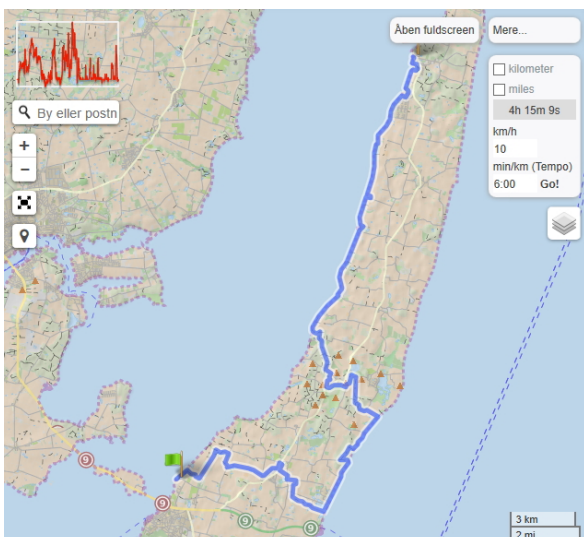 Åben fuldscreen
Mere...
By eller postn
kilometer
miles
4h 15m 9s
km/h
10
min/km (Tempo)
6:00 Go!
+
−
9
9
9
9
3 km
2 mi